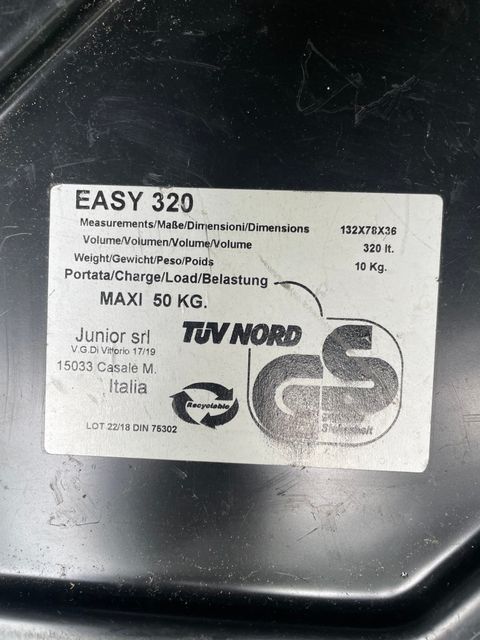 EASY 320
Measurements/Maße/Dimensioni/Dimensions 132X78X36
Volume/Volumen/Volume/Volume 320 lt.
Weight/Gewicht/Peso/Poids 10 Kg.
Portata/Charge/Load/Belastung
MAXI 50 KG.
Junior srl
V.G.Di Vittorio 17/19
15033 Casale M.
Italia
TÜV NORD
GS
Sicherheit
Recyclable
LOT 22/18 DIN 75302